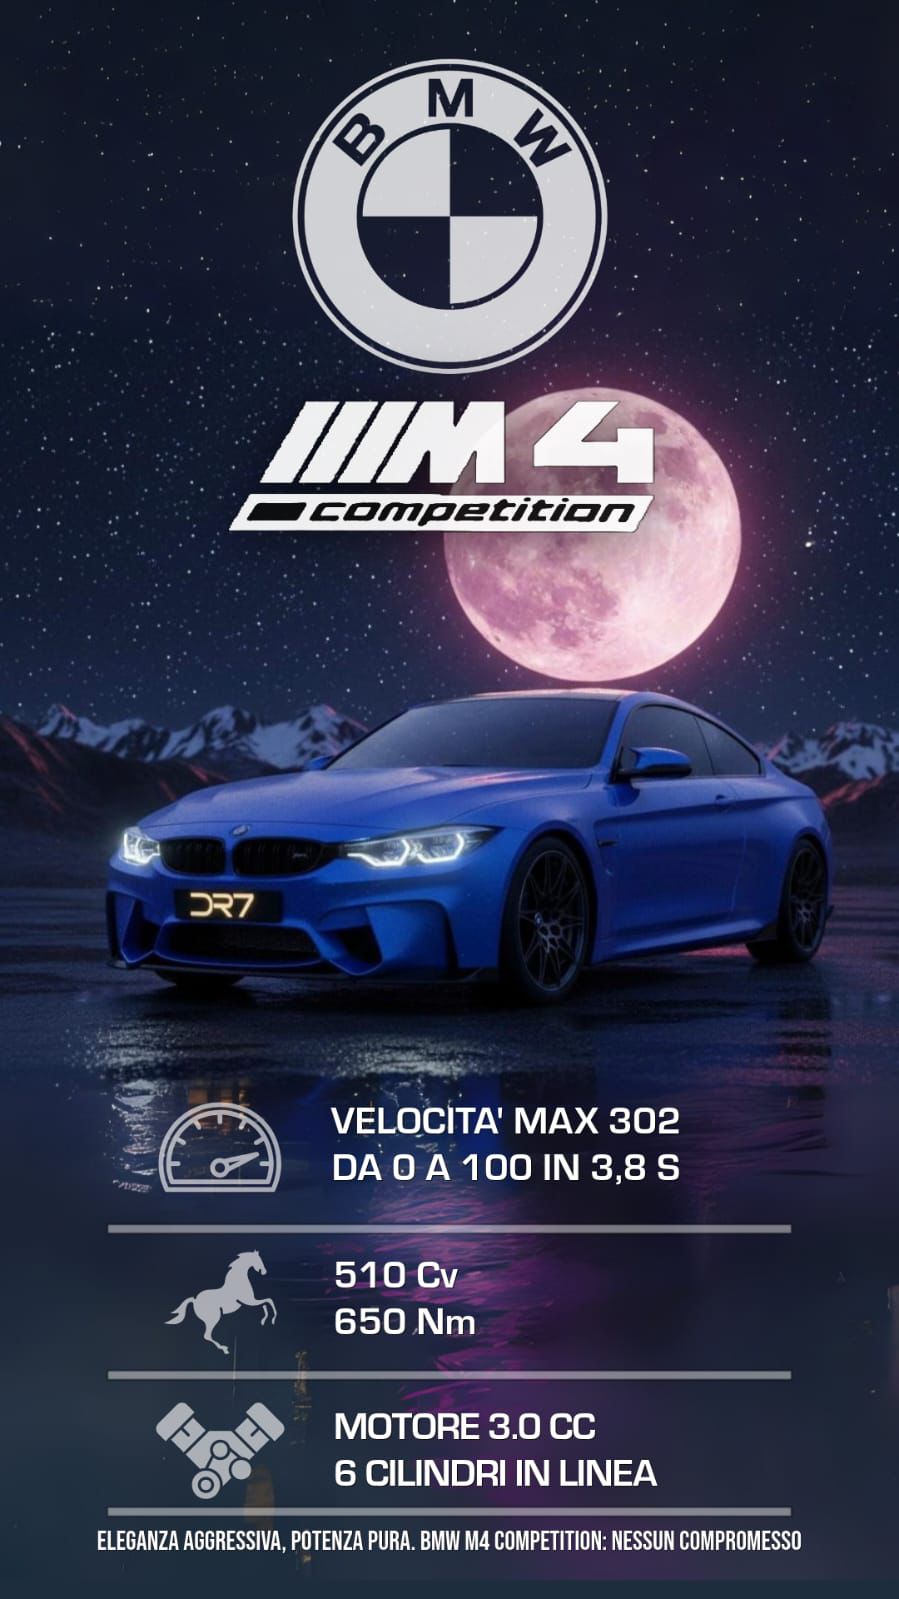 BMW
M4
competition
DR7
VELOCITA' MAX 302
DA 0 A 100 IN 3,8 S
510 Cv
650 Nm
MOTORE 3.0 CC
6 CILINDRI IN LINEA
ELEGANZA AGGRESSIVA, POTENZA PURA. BMW M4 COMPETITION: NESSUN COMPROMESSO